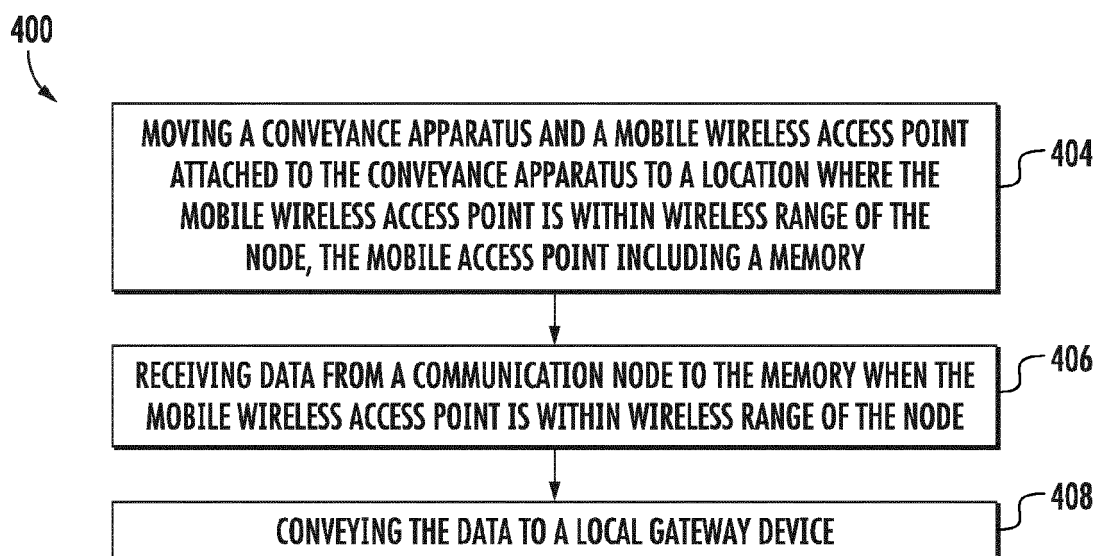 400
MOVING A CONVEYANCE APPARATUS AND A MOBILE WIRELESS ACCESS POINT
ATTACHED TO THE CONVEYANCE APPARATUS TO A LOCATION WHERE THE
MOBILE WIRELESS ACCESS POINT IS WITHIN WIRELESS RANGE OF THE
NODE, THE MOBILE ACCESS POINT INCLUDING A MEMORY
404
RECEIVING DATA FROM A COMMUNICATION NODE TO THE MEMORY WHEN THE
MOBILE WIRELESS ACCESS POINT IS WITHIN WIRELESS RANGE OF THE NODE
406
CONVEYING THE DATA TO A LOCAL GATEWAY DEVICE
408